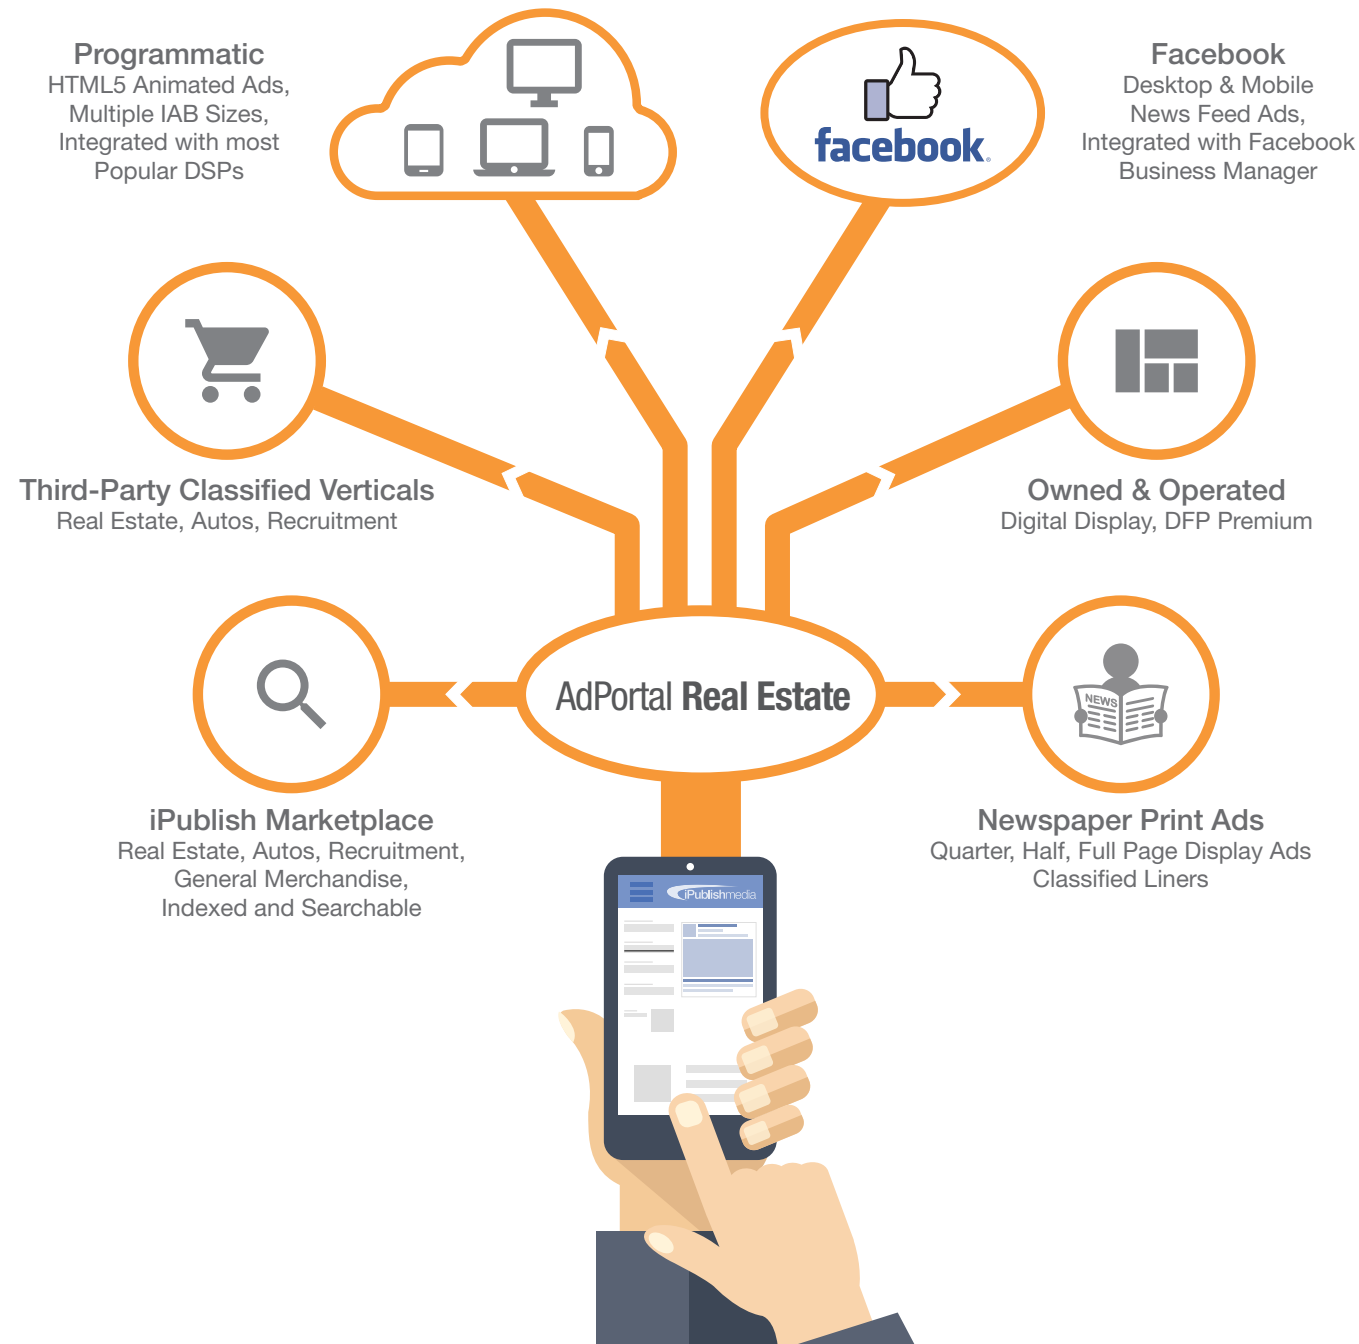 Programmatic
HTML5 Animated Ads,
Multiple IAB Sizes,
Integrated with most
Popular DSPs
facebook.
Facebook
Desktop & Mobile
News Feed Ads,
Integrated with Facebook
Business Manager
Third-Party Classified Verticals
Real Estate, Autos, Recruitment
Owned & Operated
Digital Display, DFP Premium
AdPortal Real Estate
NEWS
iPublish Marketplace
Real Estate, Autos, Recruitment,
General Merchandise,
Indexed and Searchable
Newspaper Print Ads
Quarter, Half, Full Page Display Ads
Classified Liners
iPublishmedia